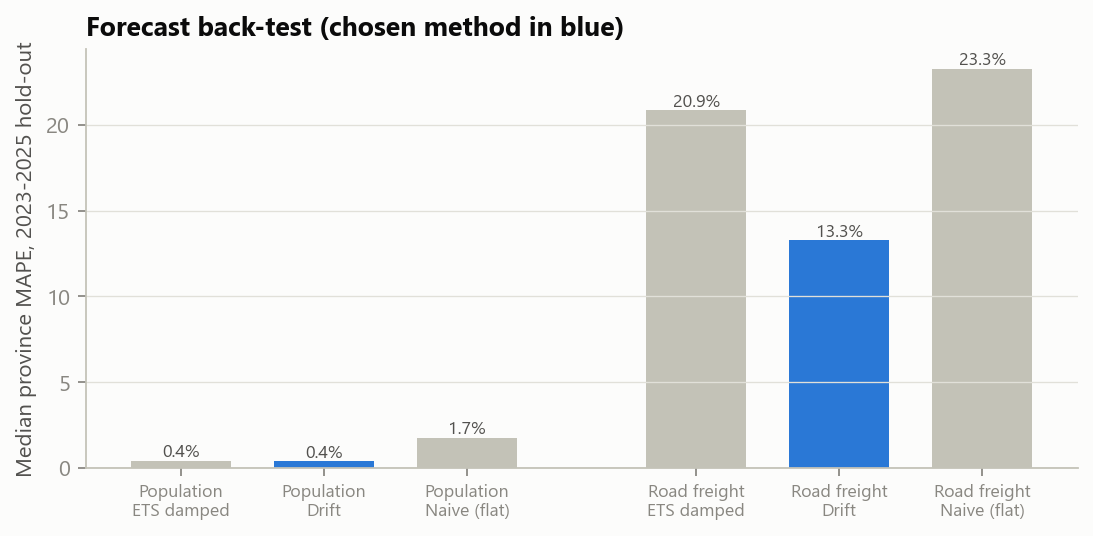 Forecast back-test (chosen method in blue)
Median province MAPE, 2023-2025 hold-out
20
15
10
5
0
0.4%
0.4%
1.7%
20.9%
13.3%
23.3%
Population
ETS damped
Population
Drift
Population
Naive (flat)
Road freight
ETS damped
Road freight
Drift
Road freight
Naive (flat)